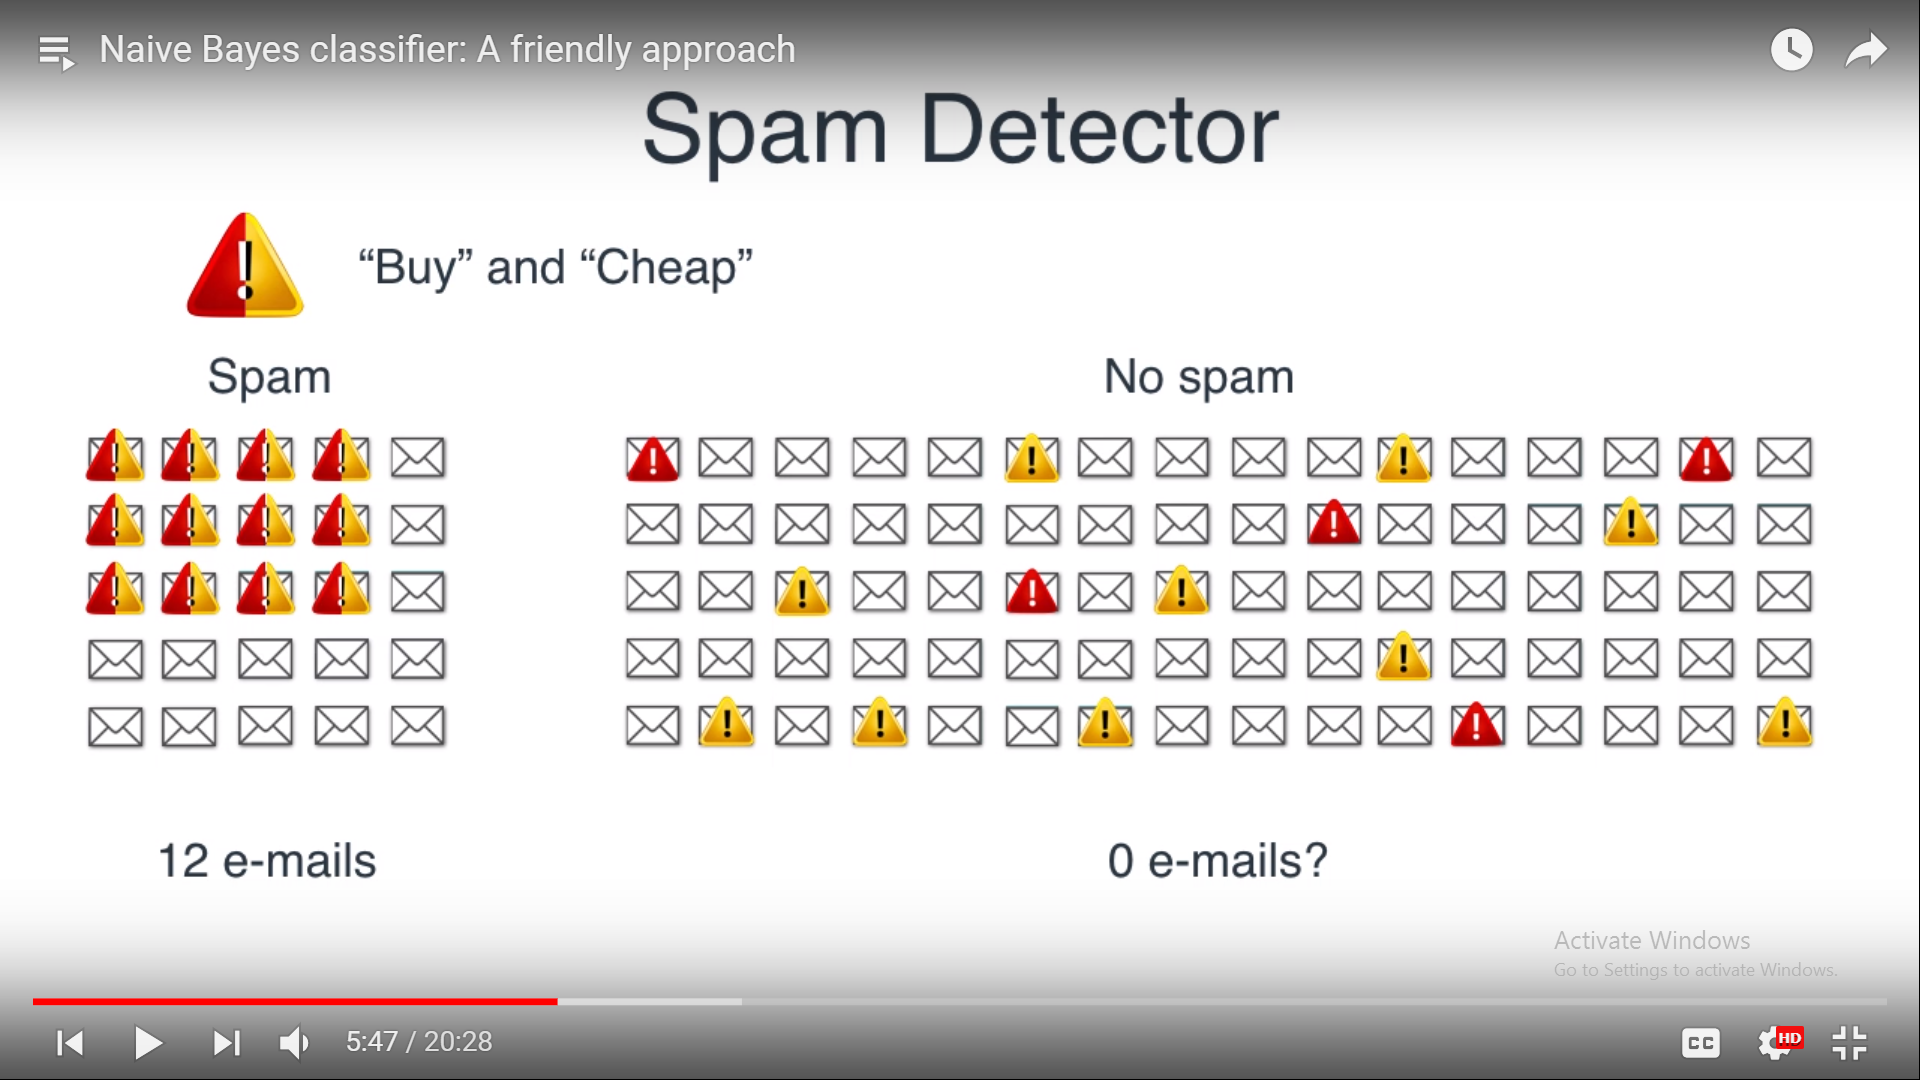 Naive Bayes classifier: A friendly approach
Spam Detector
“Buy” and “Cheap”
Spam
No spam
12 e-mails
0 e-mails?
Activate Windows
Go to Settings to activate Windows.
5:47 / 20:28
CC
HD